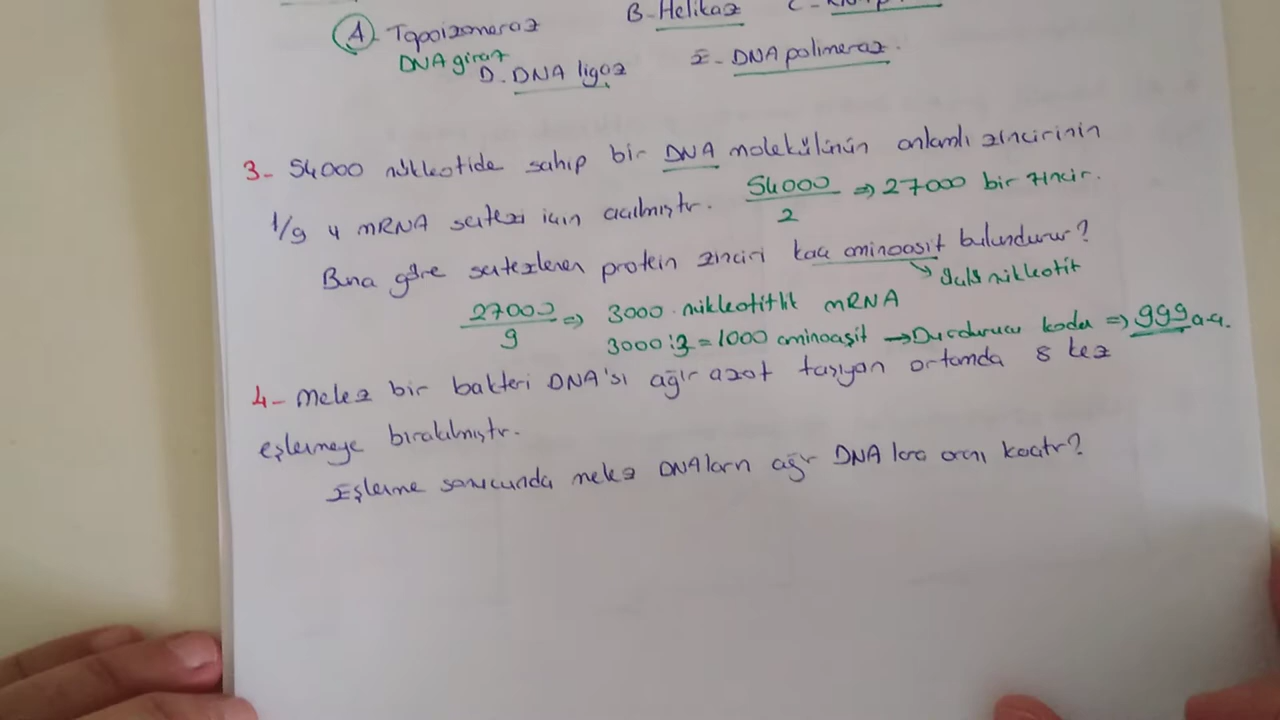 A Topoizomeraz B-Helikaz C-
DNA giraz
D. DNA ligaz E- DNA polimeraz.
3- 54000 nükleotide sahip bir DNA molekülünün anlamlı zincirinin
1/9 u mRNA sentezi için açılmıştır. 54000/2 => 27000 bir zincir.
Buna göre sentezlenen protein zinciri kaç aminoasit bulundurur?
27000/9 => 3000 nükleotitlik mRNA
3000:3 = 1000 aminoasit → Durdurucu kodu => 999 a.a.
4- Melez bir bakteri DNA'sı ağır azot taşıyan ortamda 8 kez
eşlemeye bırakılmıştır.
Eşleme sonucunda melez DNAların ağır DNA lara oranı kaçtır?